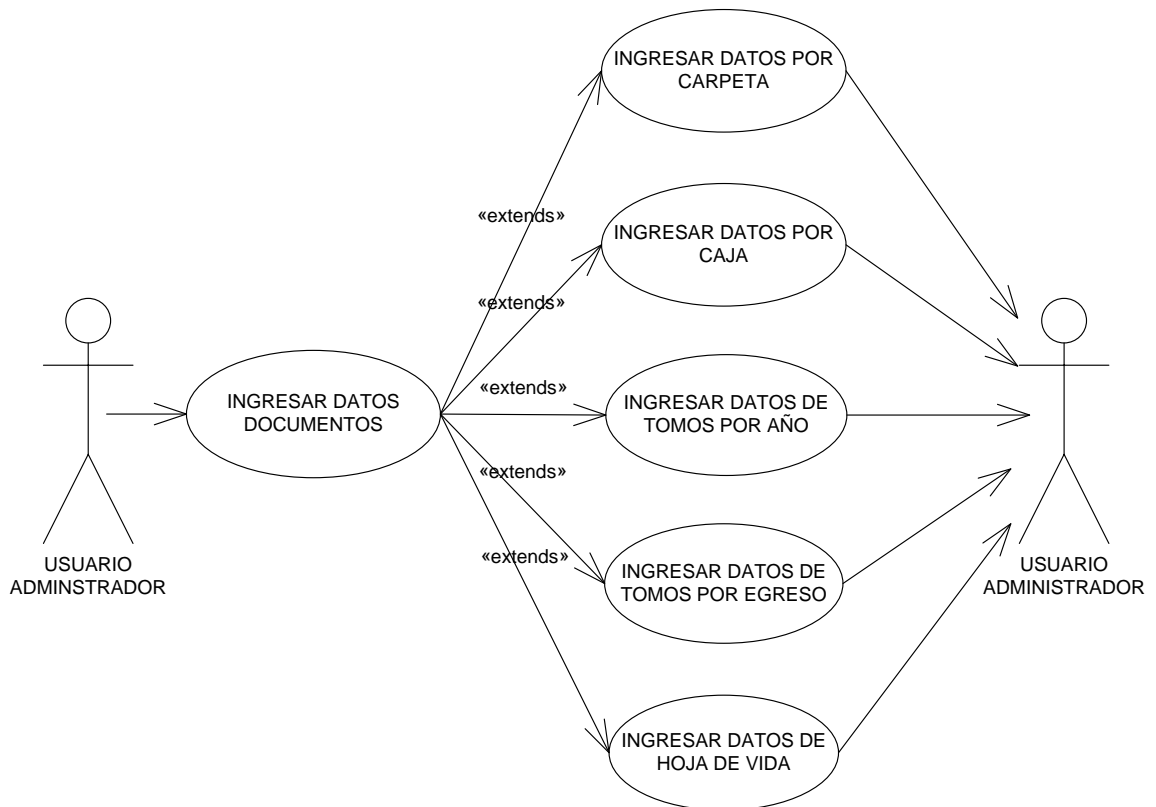 INGRESAR DATOS POR
CARPETA
«extends»
INGRESAR DATOS POR
CAJA
«extends»
«extends»
INGRESAR DATOS
DOCUMENTOS
INGRESAR DATOS DE
TOMOS POR AÑO
«extends»
«extends»
USUARIO
ADMINSTRADOR
INGRESAR DATOS DE
TOMOS POR EGRESO
USUARIO
ADMINISTRADOR
INGRESAR DATOS DE
HOJA DE VIDA